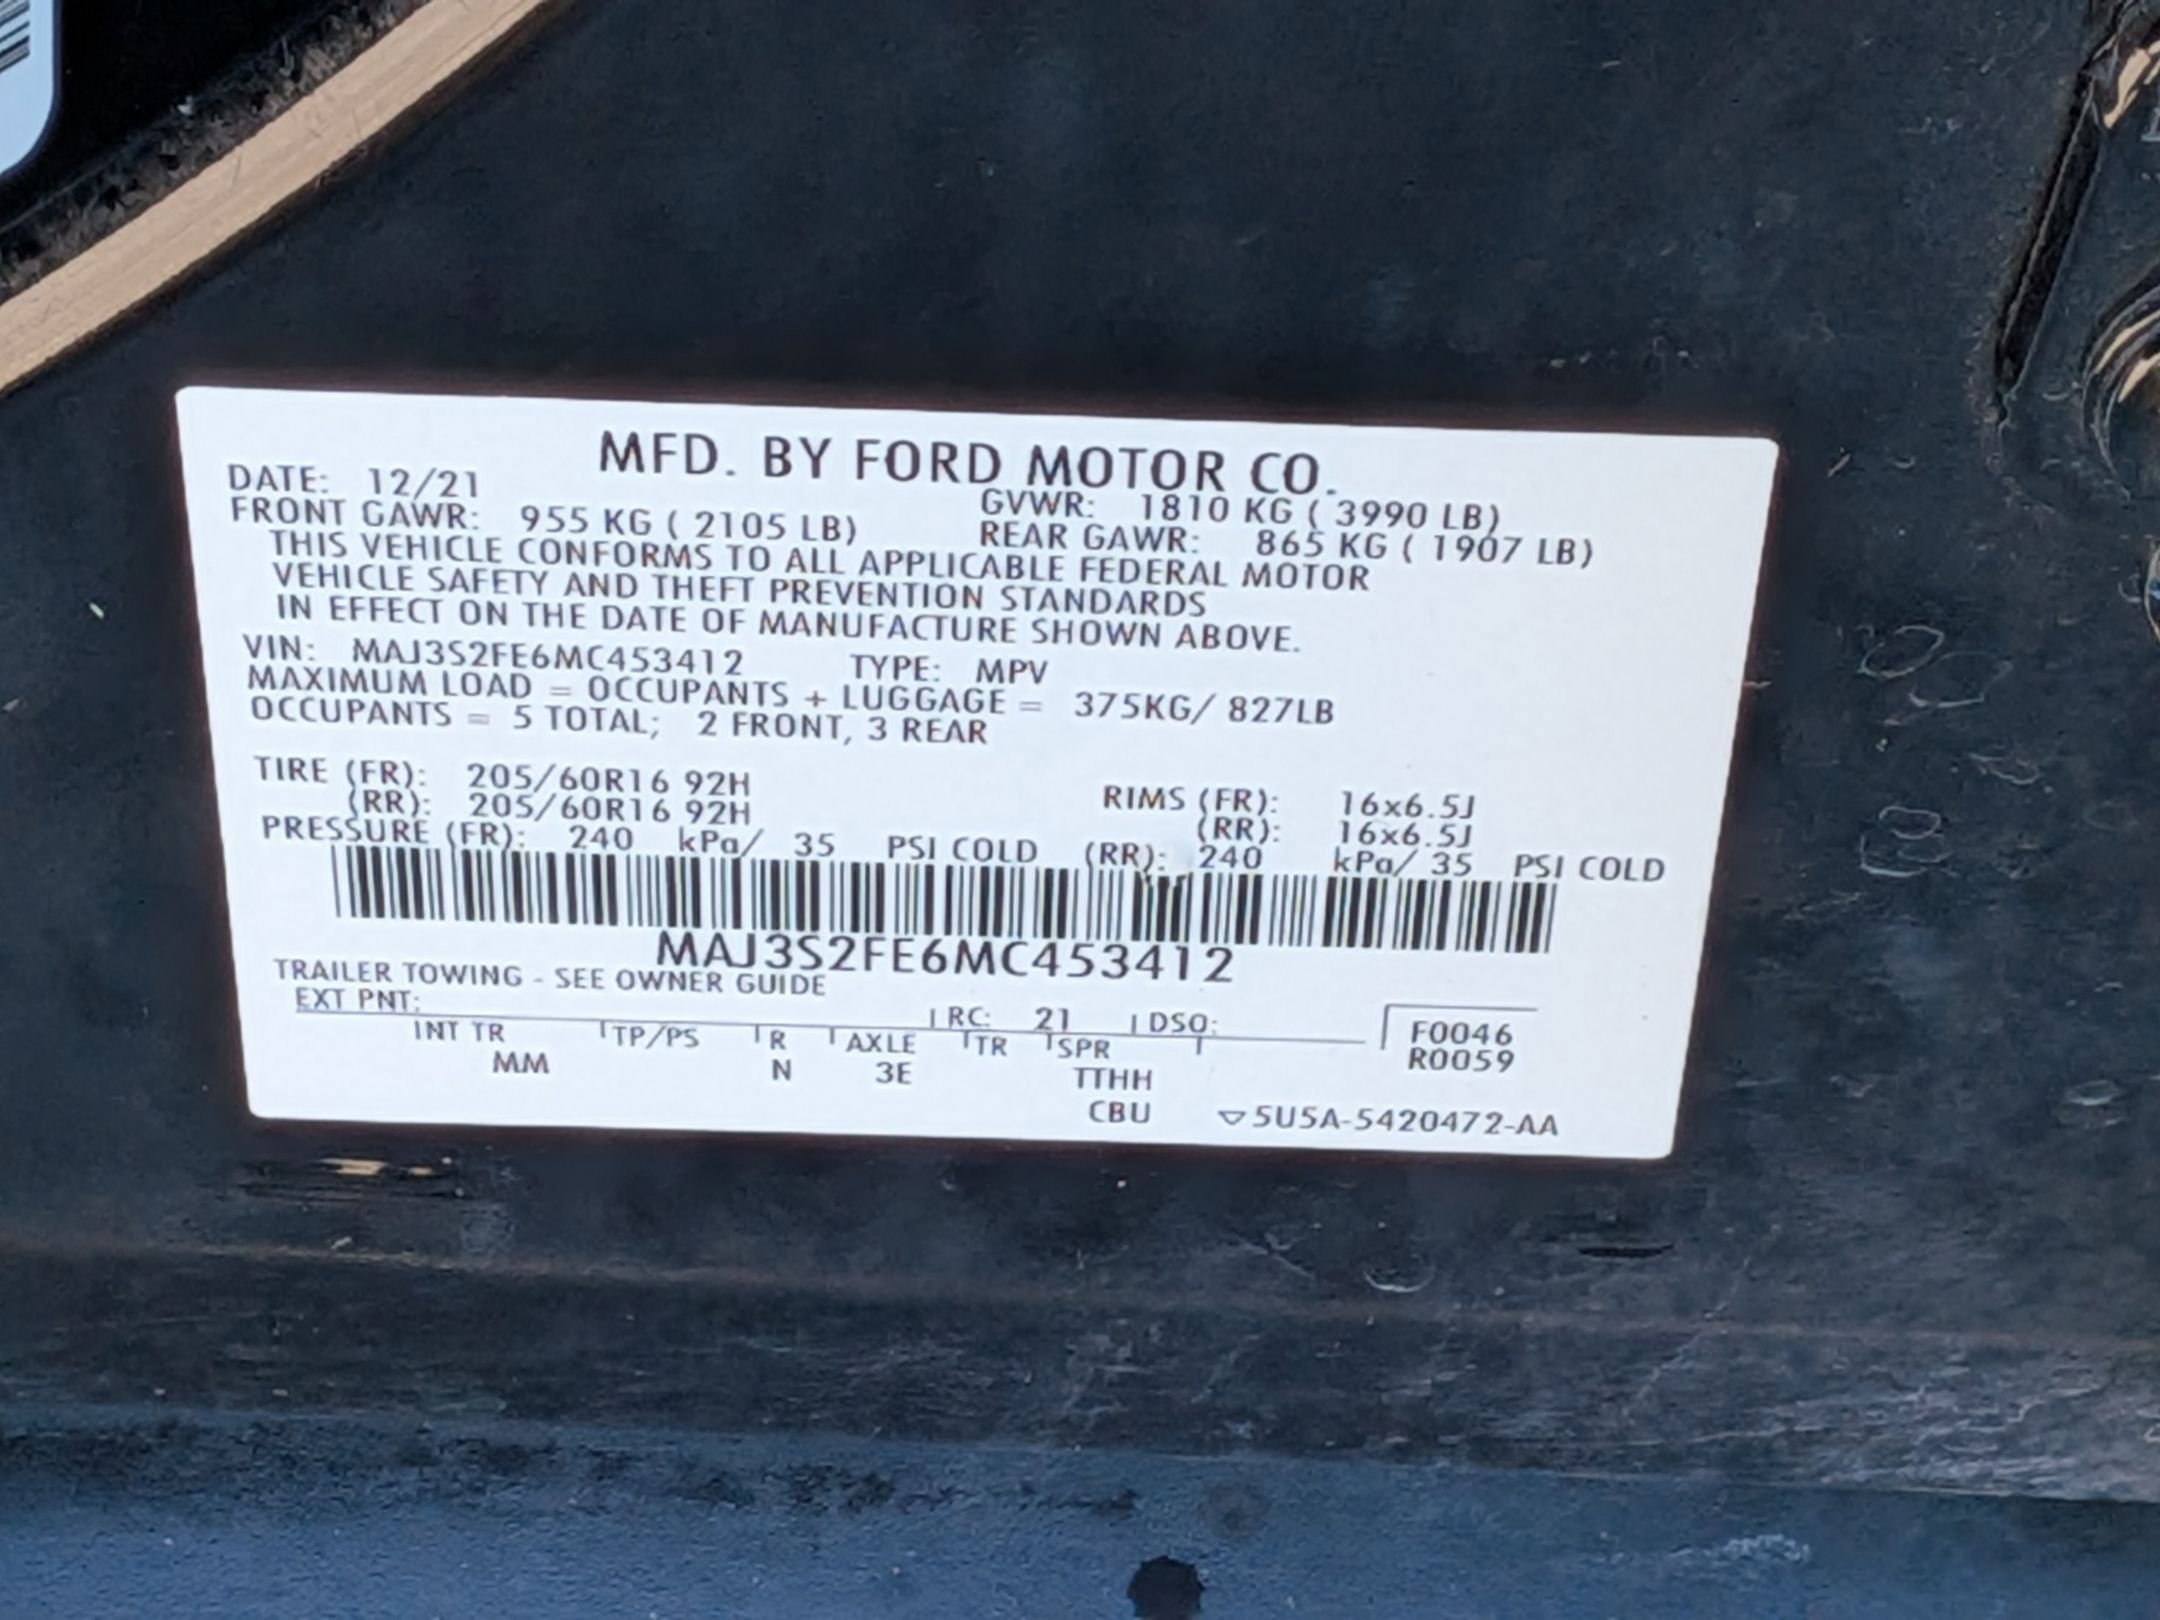 MFD. BY FORD MOTOR CO.
DATE: 12/21 GVWR: 1810 KG ( 3990 LB)
FRONT GAWR: 955 KG ( 2105 LB) REAR GAWR: 865 KG ( 1907 LB)
THIS VEHICLE CONFORMS TO ALL APPLICABLE FEDERAL MOTOR
VEHICLE SAFETY AND THEFT PREVENTION STANDARDS
IN EFFECT ON THE DATE OF MANUFACTURE SHOWN ABOVE.
VIN: MAJ3S2FE6MC453412 TYPE: MPV
MAXIMUM LOAD = OCCUPANTS + LUGGAGE = 375KG/ 827LB
OCCUPANTS = 5 TOTAL; 2 FRONT, 3 REAR
TIRE (FR): 205/60R16 92H RIMS (FR): 16x6.5J
(RR): 205/60R16 92H (RR): 16x6.5J
PRESSURE (FR): 240 kPa/ 35 PSI COLD (RR): 240 kPa/ 35 PSI COLD
MAJ3S2FE6MC453412
TRAILER TOWING - SEE OWNER GUIDE
EXT PNT: RC: 21 DSO: F0046
INT TR TP/PS R AXLE TR SPR R0059
MM N 3E TTHH
CBU ▽5U5A-5420472-AA